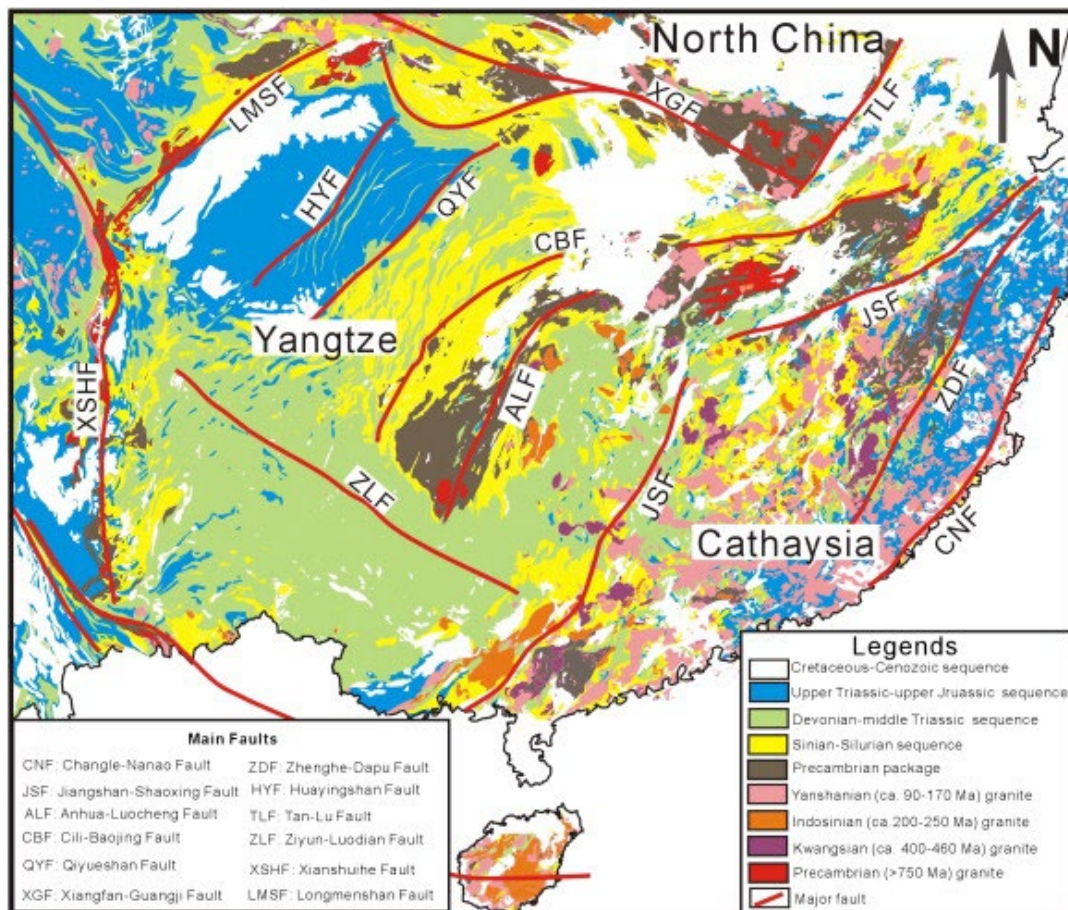 North China
N
LMSF
XGF
TLF
HYF
QYF
CBF
Yangtze
JSF
XSHF
ALF
ZDF
ZLF
JSF
Cathaysia
CNF
Legends
Cretaceous-Cenozoic sequence
Upper Triassic-upper Jruassic sequence
Devonian-middle Triassic sequence
Sinian-Silurian sequence
Precambrian package
Yanshanian (ca. 90-170 Ma) granite
Indosinian (ca. 200-250 Ma) granite
Kwangsian (ca. 400-460 Ma) granite
Precambrian (>750 Ma) granite
Major fault
Main Faults
CNF: Changle-Nanao Fault
ZDF: Zhenghe-Dapu Fault
JSF: Jiangshan-Shaoxing Fault
HYF: Huayingshan Fault
ALF: Anhua-Luocheng Fault
TLF: Tan-Lu Fault
CBF: Cili-Baojing Fault
ZLF: Ziyun-Luodian Fault
QYF: Qiyueshan Fault
XSHF: Xianshuihe Fault
XGF: Xiangfan-Guangji Fault
LMSF: Longmenshan Fault